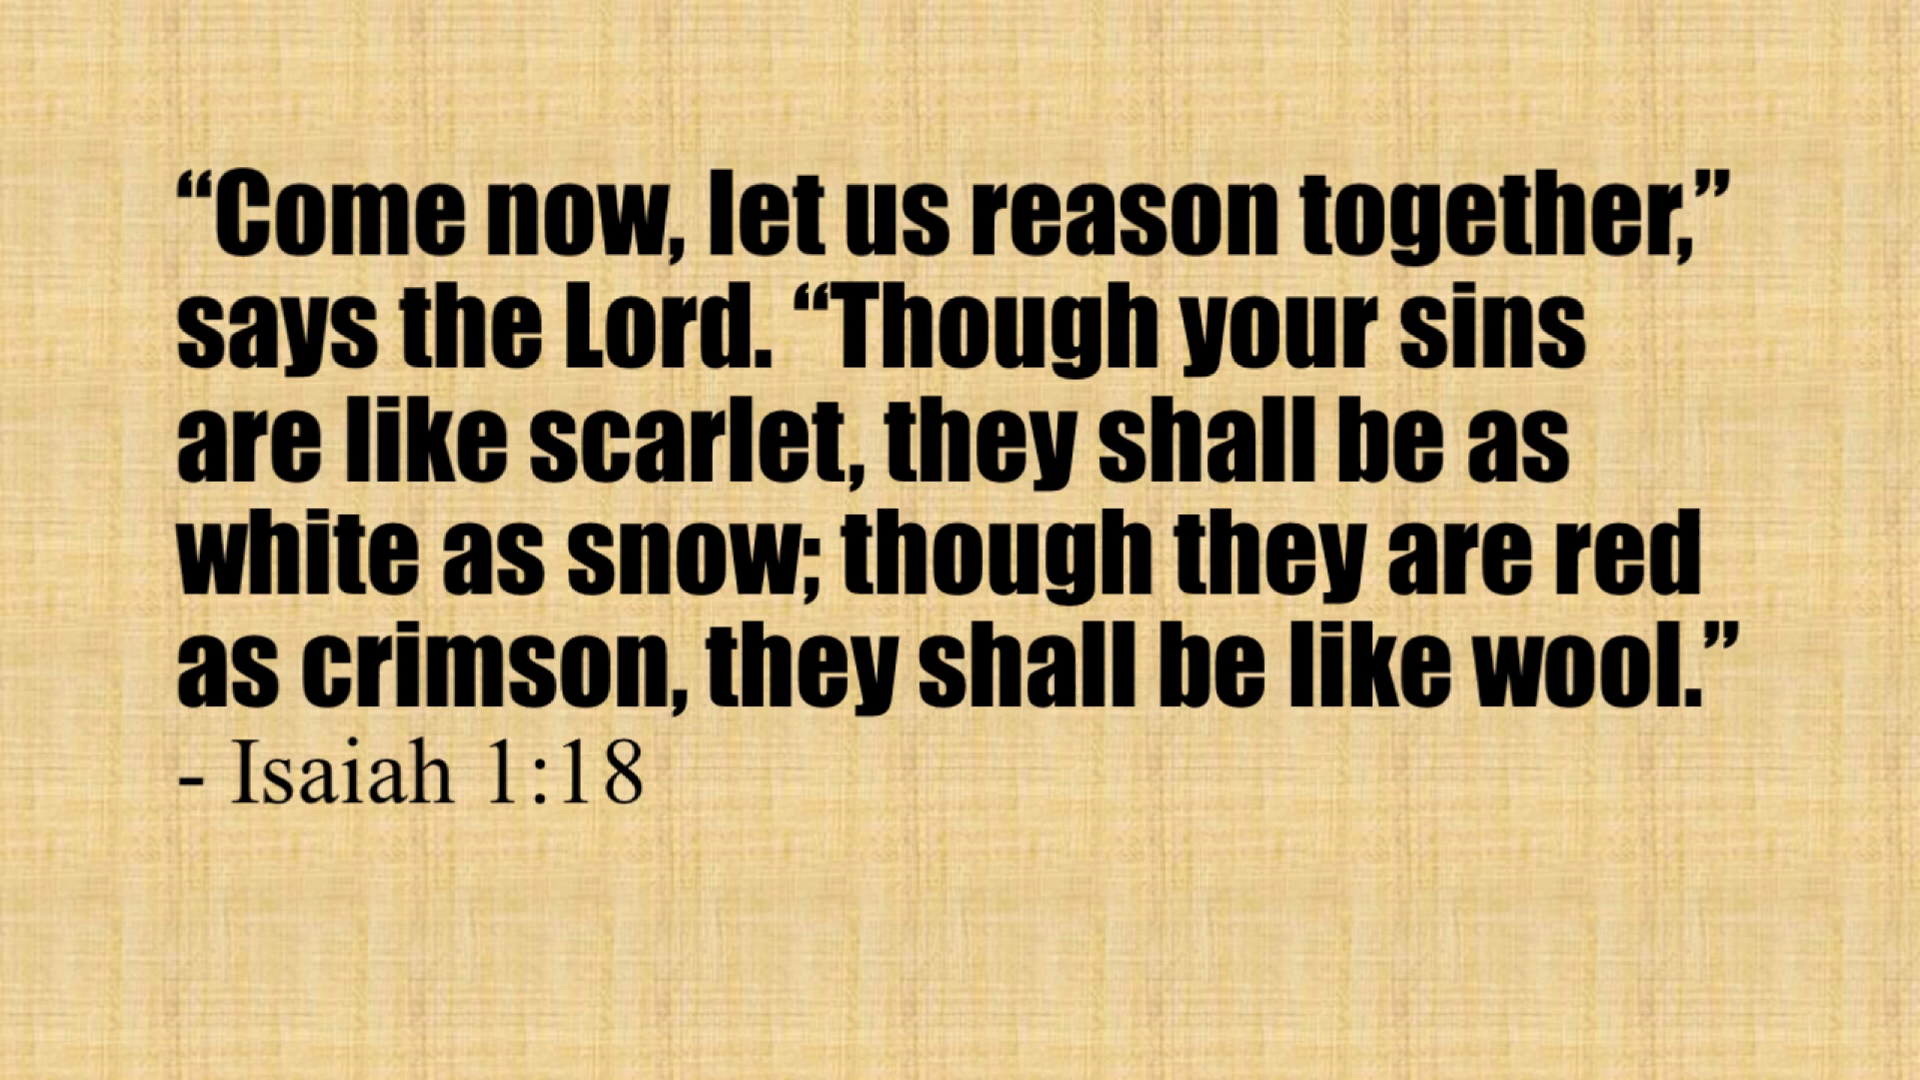 “Come now, let us reason together,”
says the Lord. “Though your sins
are like scarlet, they shall be as
white as snow; though they are red
as crimson, they shall be like wool.”
- Isaiah 1:18